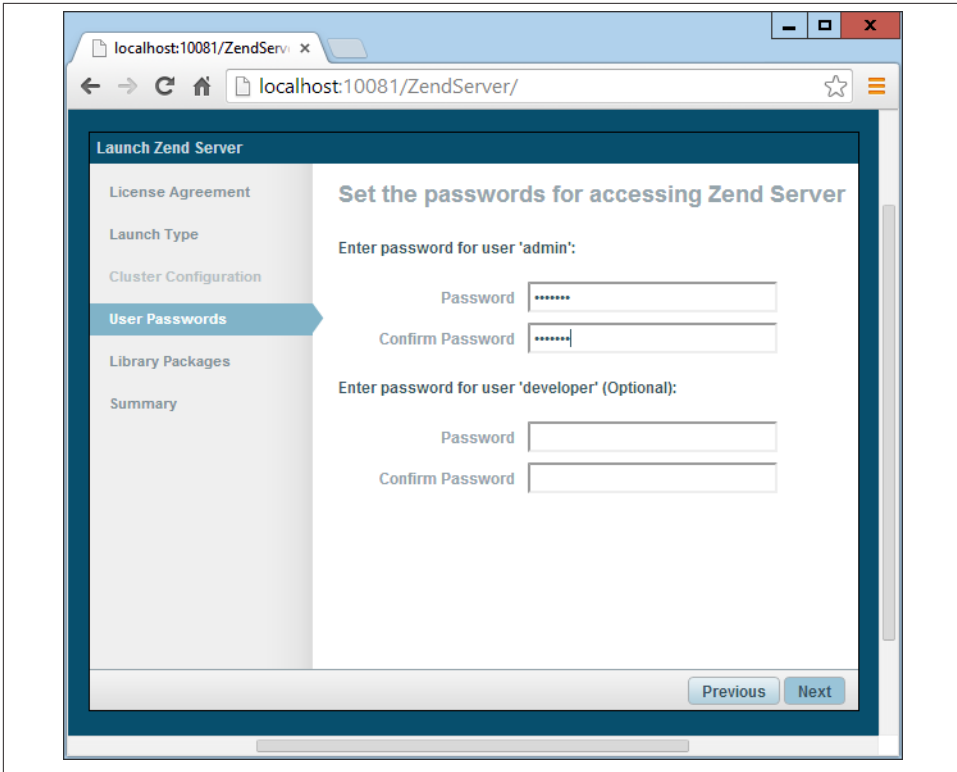 localhost:10081/ZendServ
localhost:10081/ZendServer/
Launch Zend Server
License Agreement
Launch Type
Cluster Configuration
User Passwords
Library Packages
Summary
Set the passwords for accessing Zend Server
Enter password for user 'admin':
Password •••••••
Confirm Password •••••••
Enter password for user 'developer' (Optional):
Password
Confirm Password
Previous Next